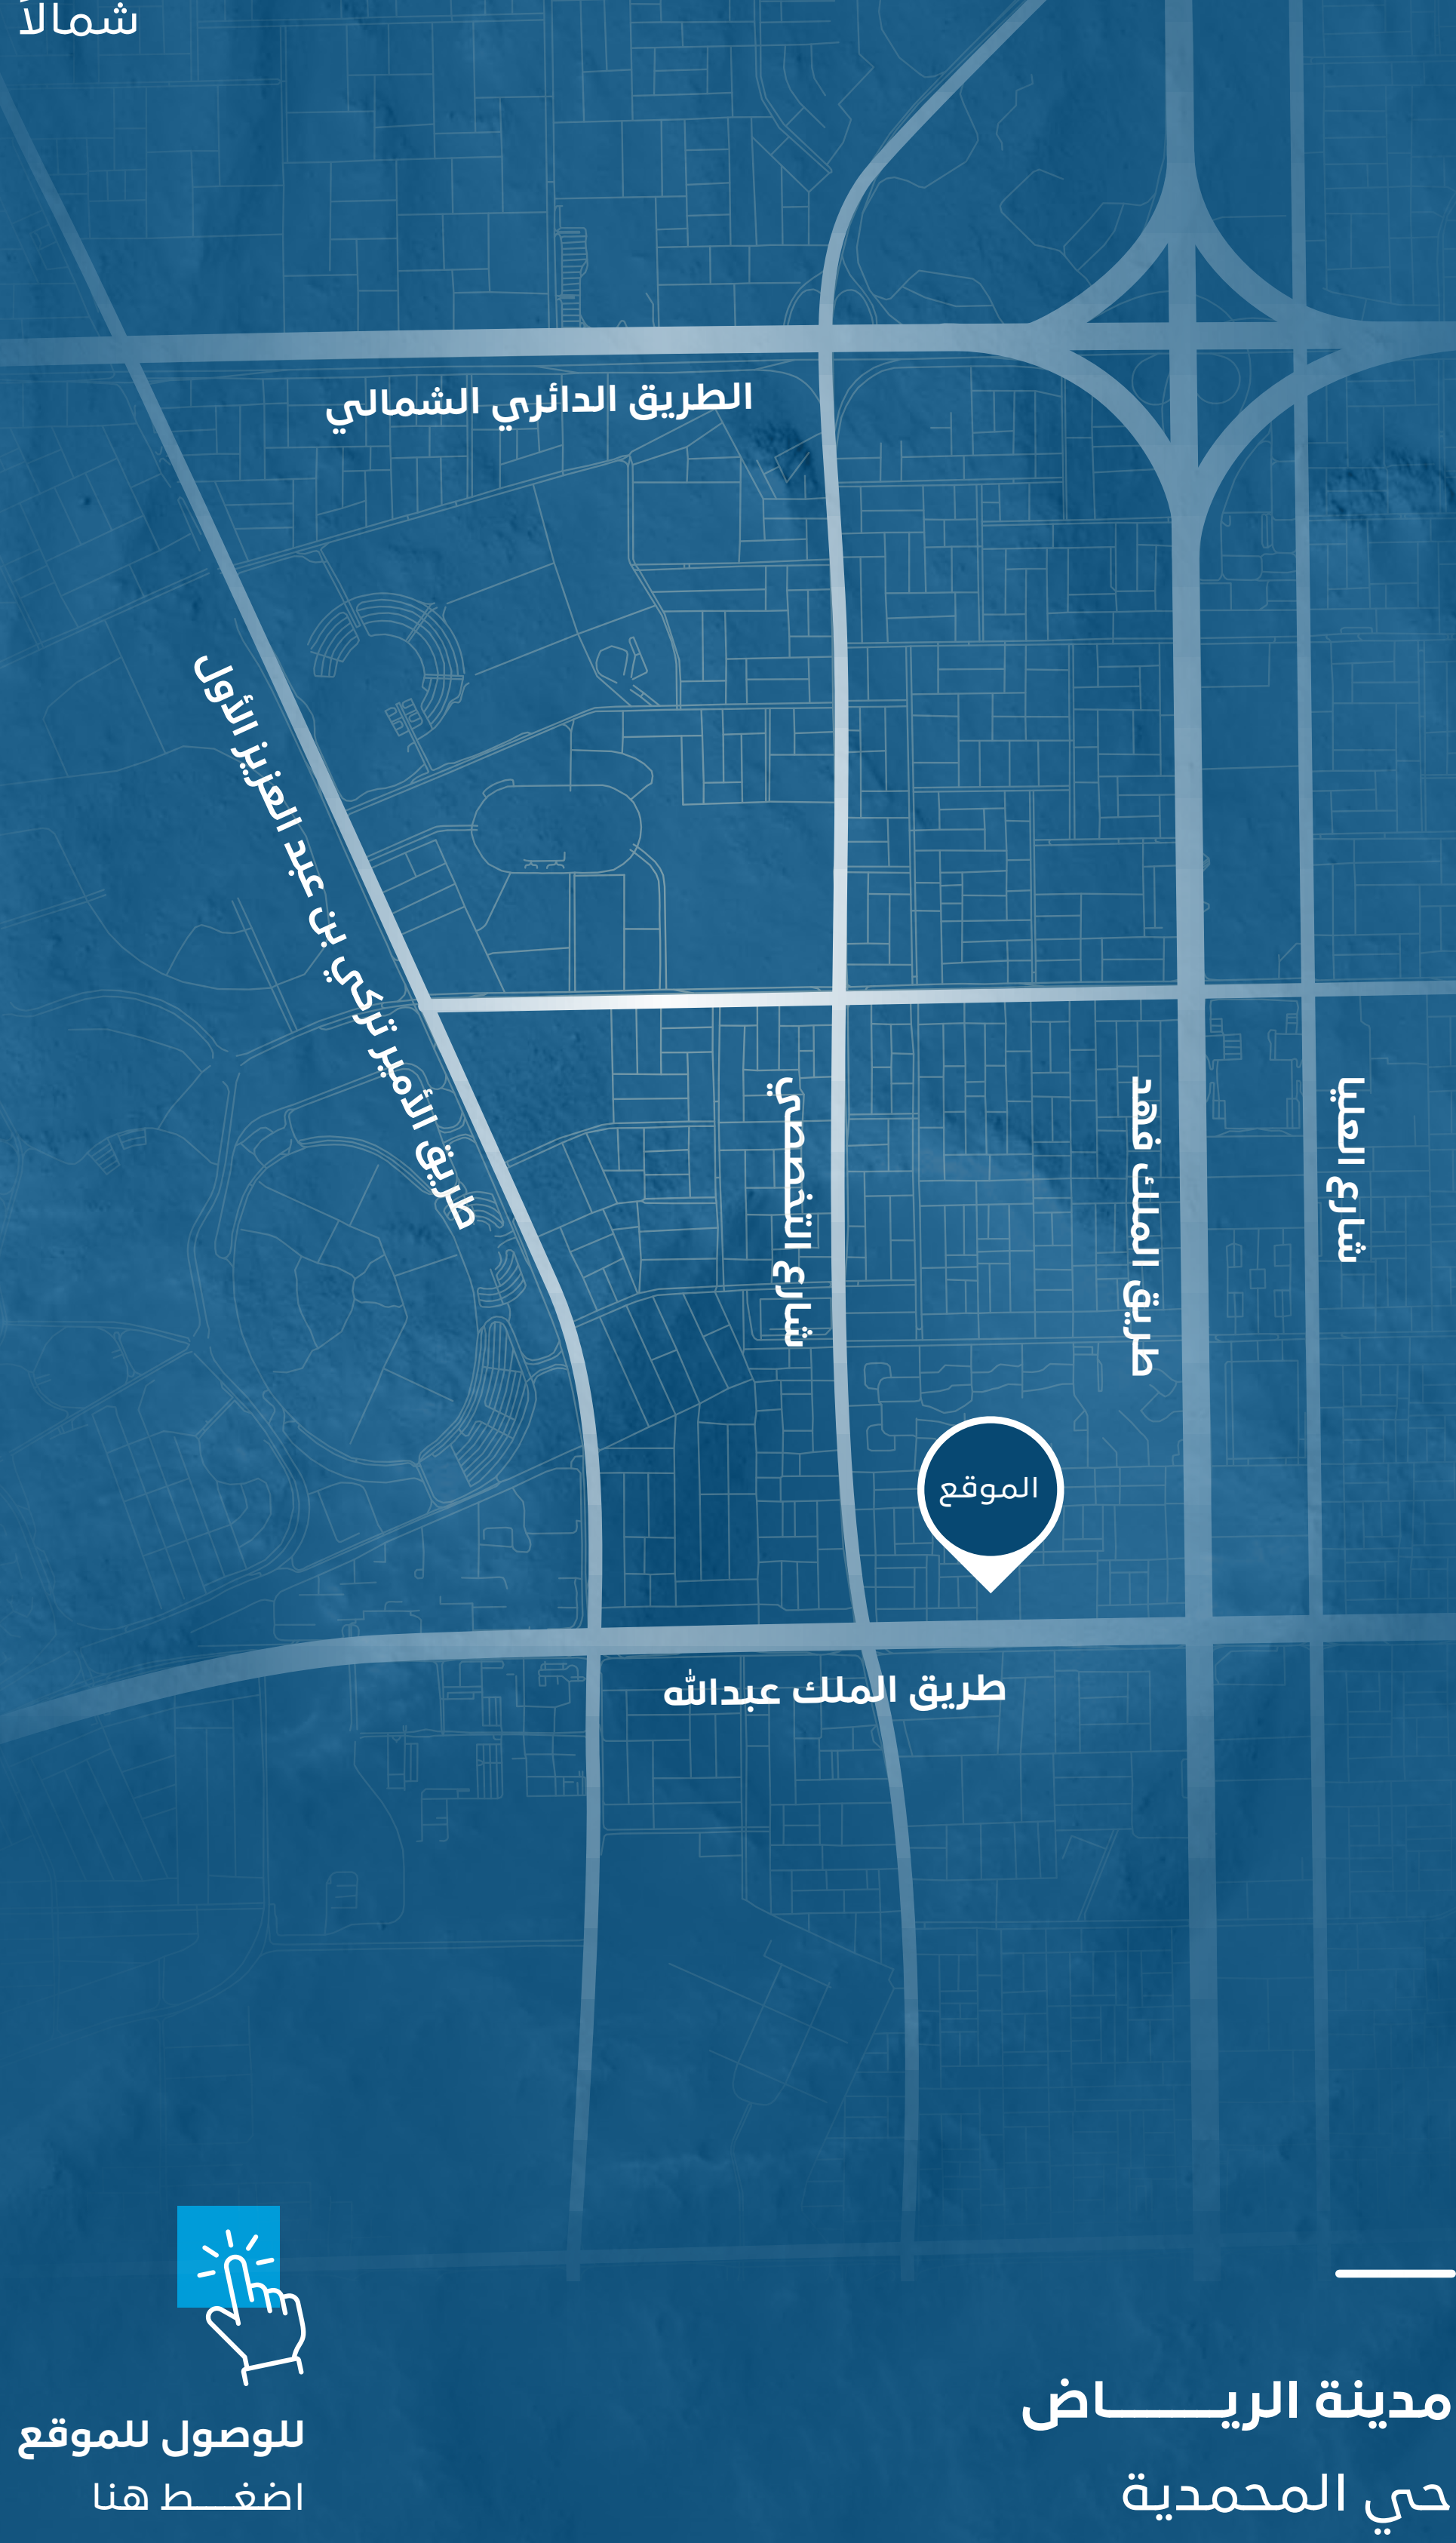 شمالاً
الطريق الدائري الشمالي
طريق الأمير تركي بن عبد العزيز الأول
شارع التخصصي
طريق الملك فهد
شارع العليا
الموقع
طريق الملك عبدالله
مدينة الريـــــــاض
حي المحمدية
للوصول للموقع
اضغـــط هنا